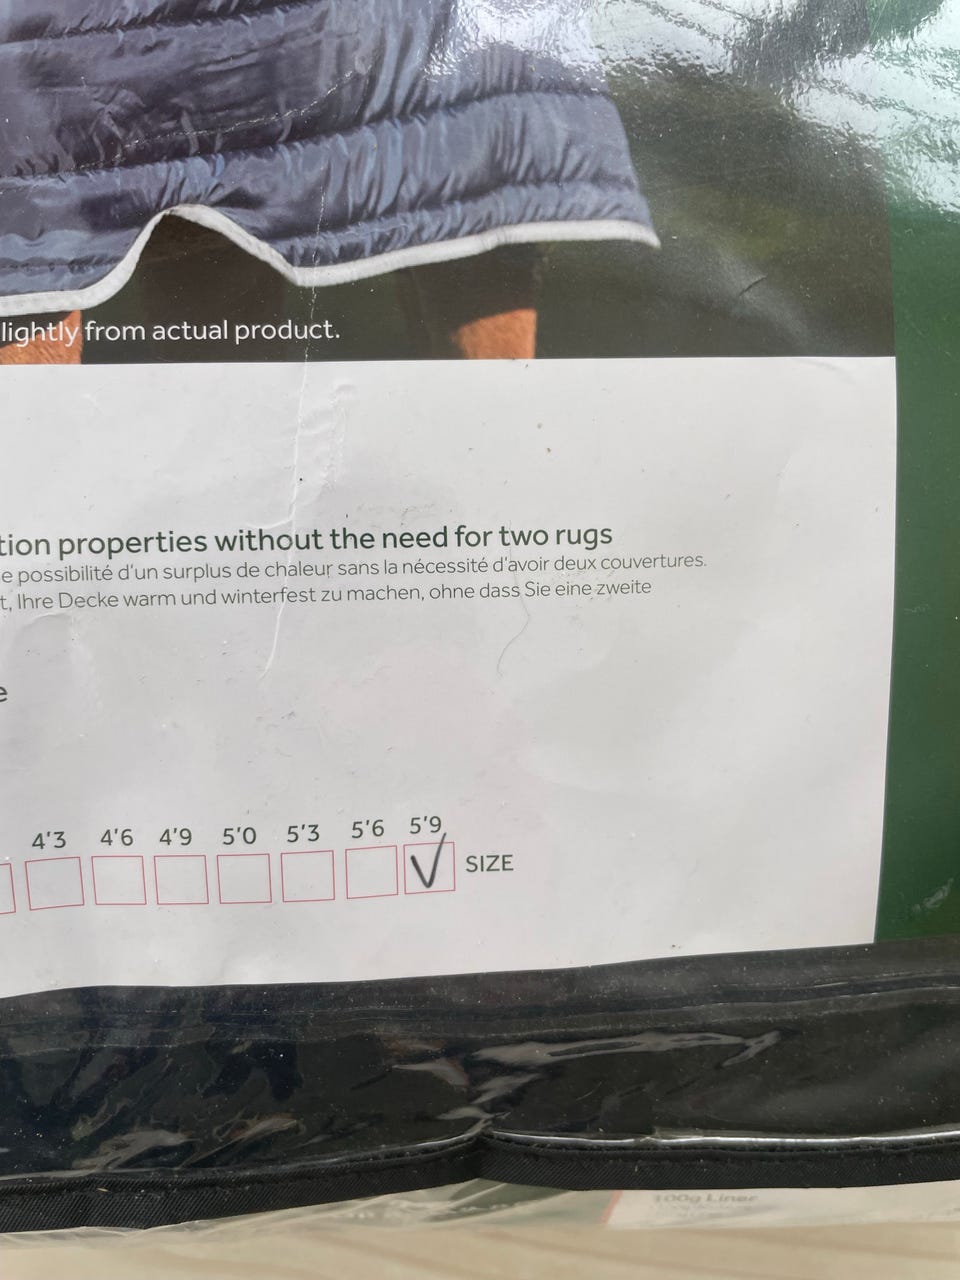 lightly from actual product.
tion properties without the need for two rugs
e possibilité d'un surplus de chaleur sans la nécessité d'avoir deux couvertures.
t, Ihre Decke warm und winterfest zu machen, ohne dass Sie eine zweite
e
4'3 4'6 4'9 5'0 5'3 5'6 5'9
SIZE
100g Liner